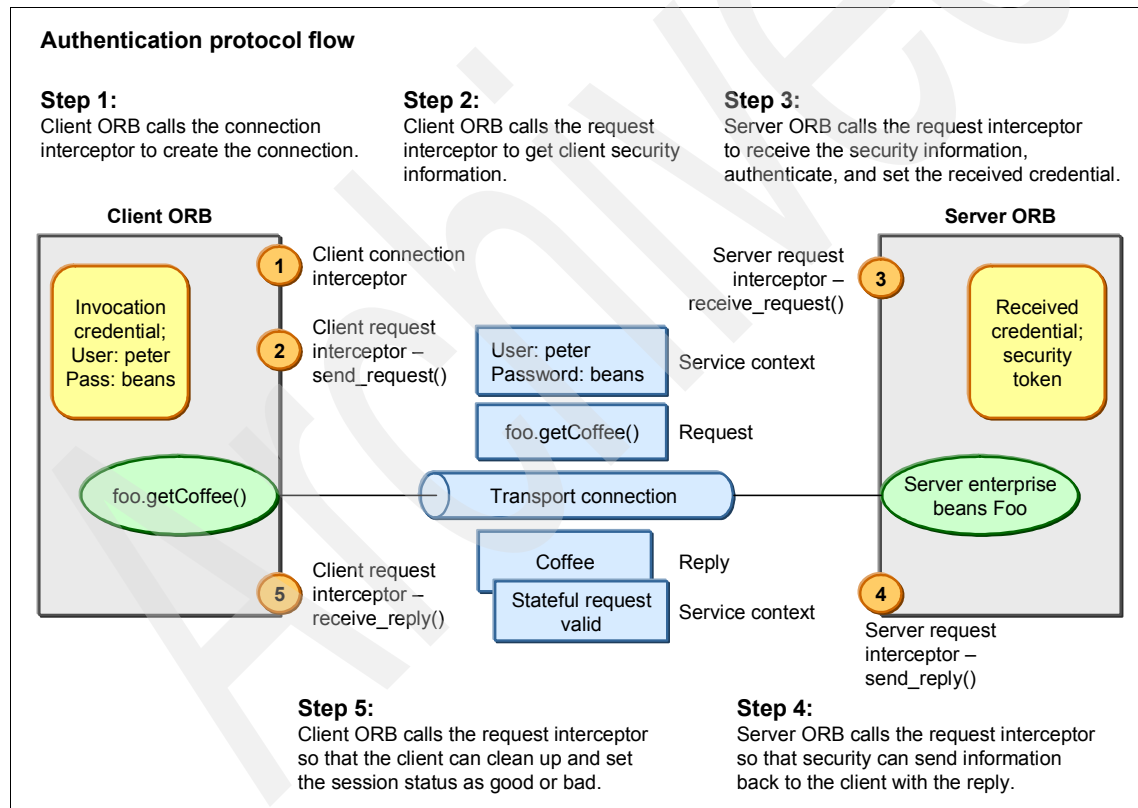 Authentication protocol flow
Step 1:
Client ORB calls the connection
interceptor to create the connection.
Step 2:
Client ORB calls the request
interceptor to get client security
information.
Step 3:
Server ORB calls the request interceptor
to receive the security information,
authenticate, and set the received credential.
Client ORB
Server ORB
1
Client connection
interceptor
Invocation
credential;
User: peter
Pass: beans
2
Client request
interceptor –
send_request()
User: peter
Password: beans
Service context
Server request
interceptor –
receive_request()
3
Received
credential;
security
token
foo.getCoffee()
Request
foo.getCoffee()
Transport connection
Server enterprise
beans Foo
5
Client request
interceptor –
receive_reply()
Coffee
Reply
Stateful request
valid
Service context
4
Server request
interceptor –
send_reply()
Step 5:
Client ORB calls the request interceptor
so that the client can clean up and set
the session status as good or bad.
Step 4:
Server ORB calls the request interceptor
so that security can send information
back to the client with the reply.
Archived